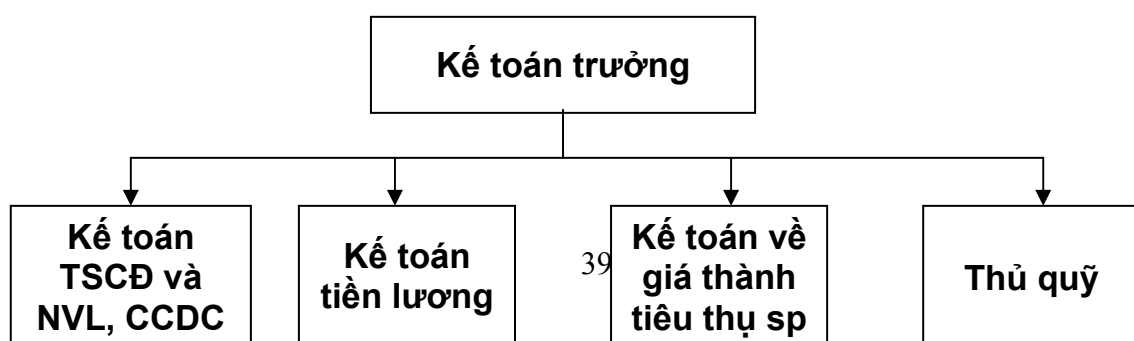 Kế toán trưởng
Kế toán
TSCĐ và
NVL, CCDC
Kế toán
tiền lương
39
Kế toán về
giá thành
tiêu thụ sp
Thủ quỹ